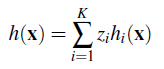 h(𝐱) = ∑_{i=1}^{K} z_i h_i(𝐱)